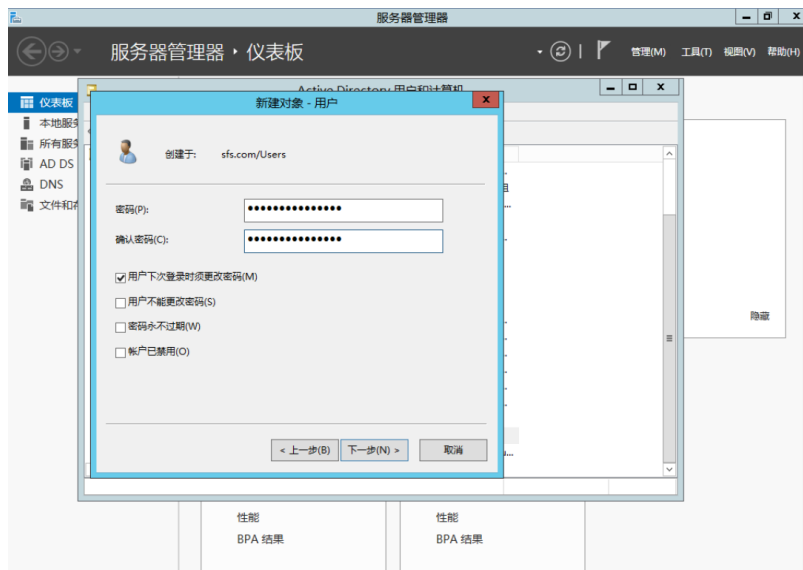 服务器管理器
服务器管理器 · 仪表板
管理(M) 工具(T) 视图(V) 帮助(H)
Active Directory 用户和计算机
仪表板
本地服务
所有服务
AD DS
DNS
文件和存
新建对象 - 用户
创建于: sfs.com/Users
密码(P):
确认密码(C):
用户下次登录时须更改密码(M)
用户不能更改密码(S)
密码永不过期(W)
帐户已禁用(O)
< 上一步(B) 下一步(N) > 取消
组
隐藏
性能
BPA 结果
性能
BPA 结果